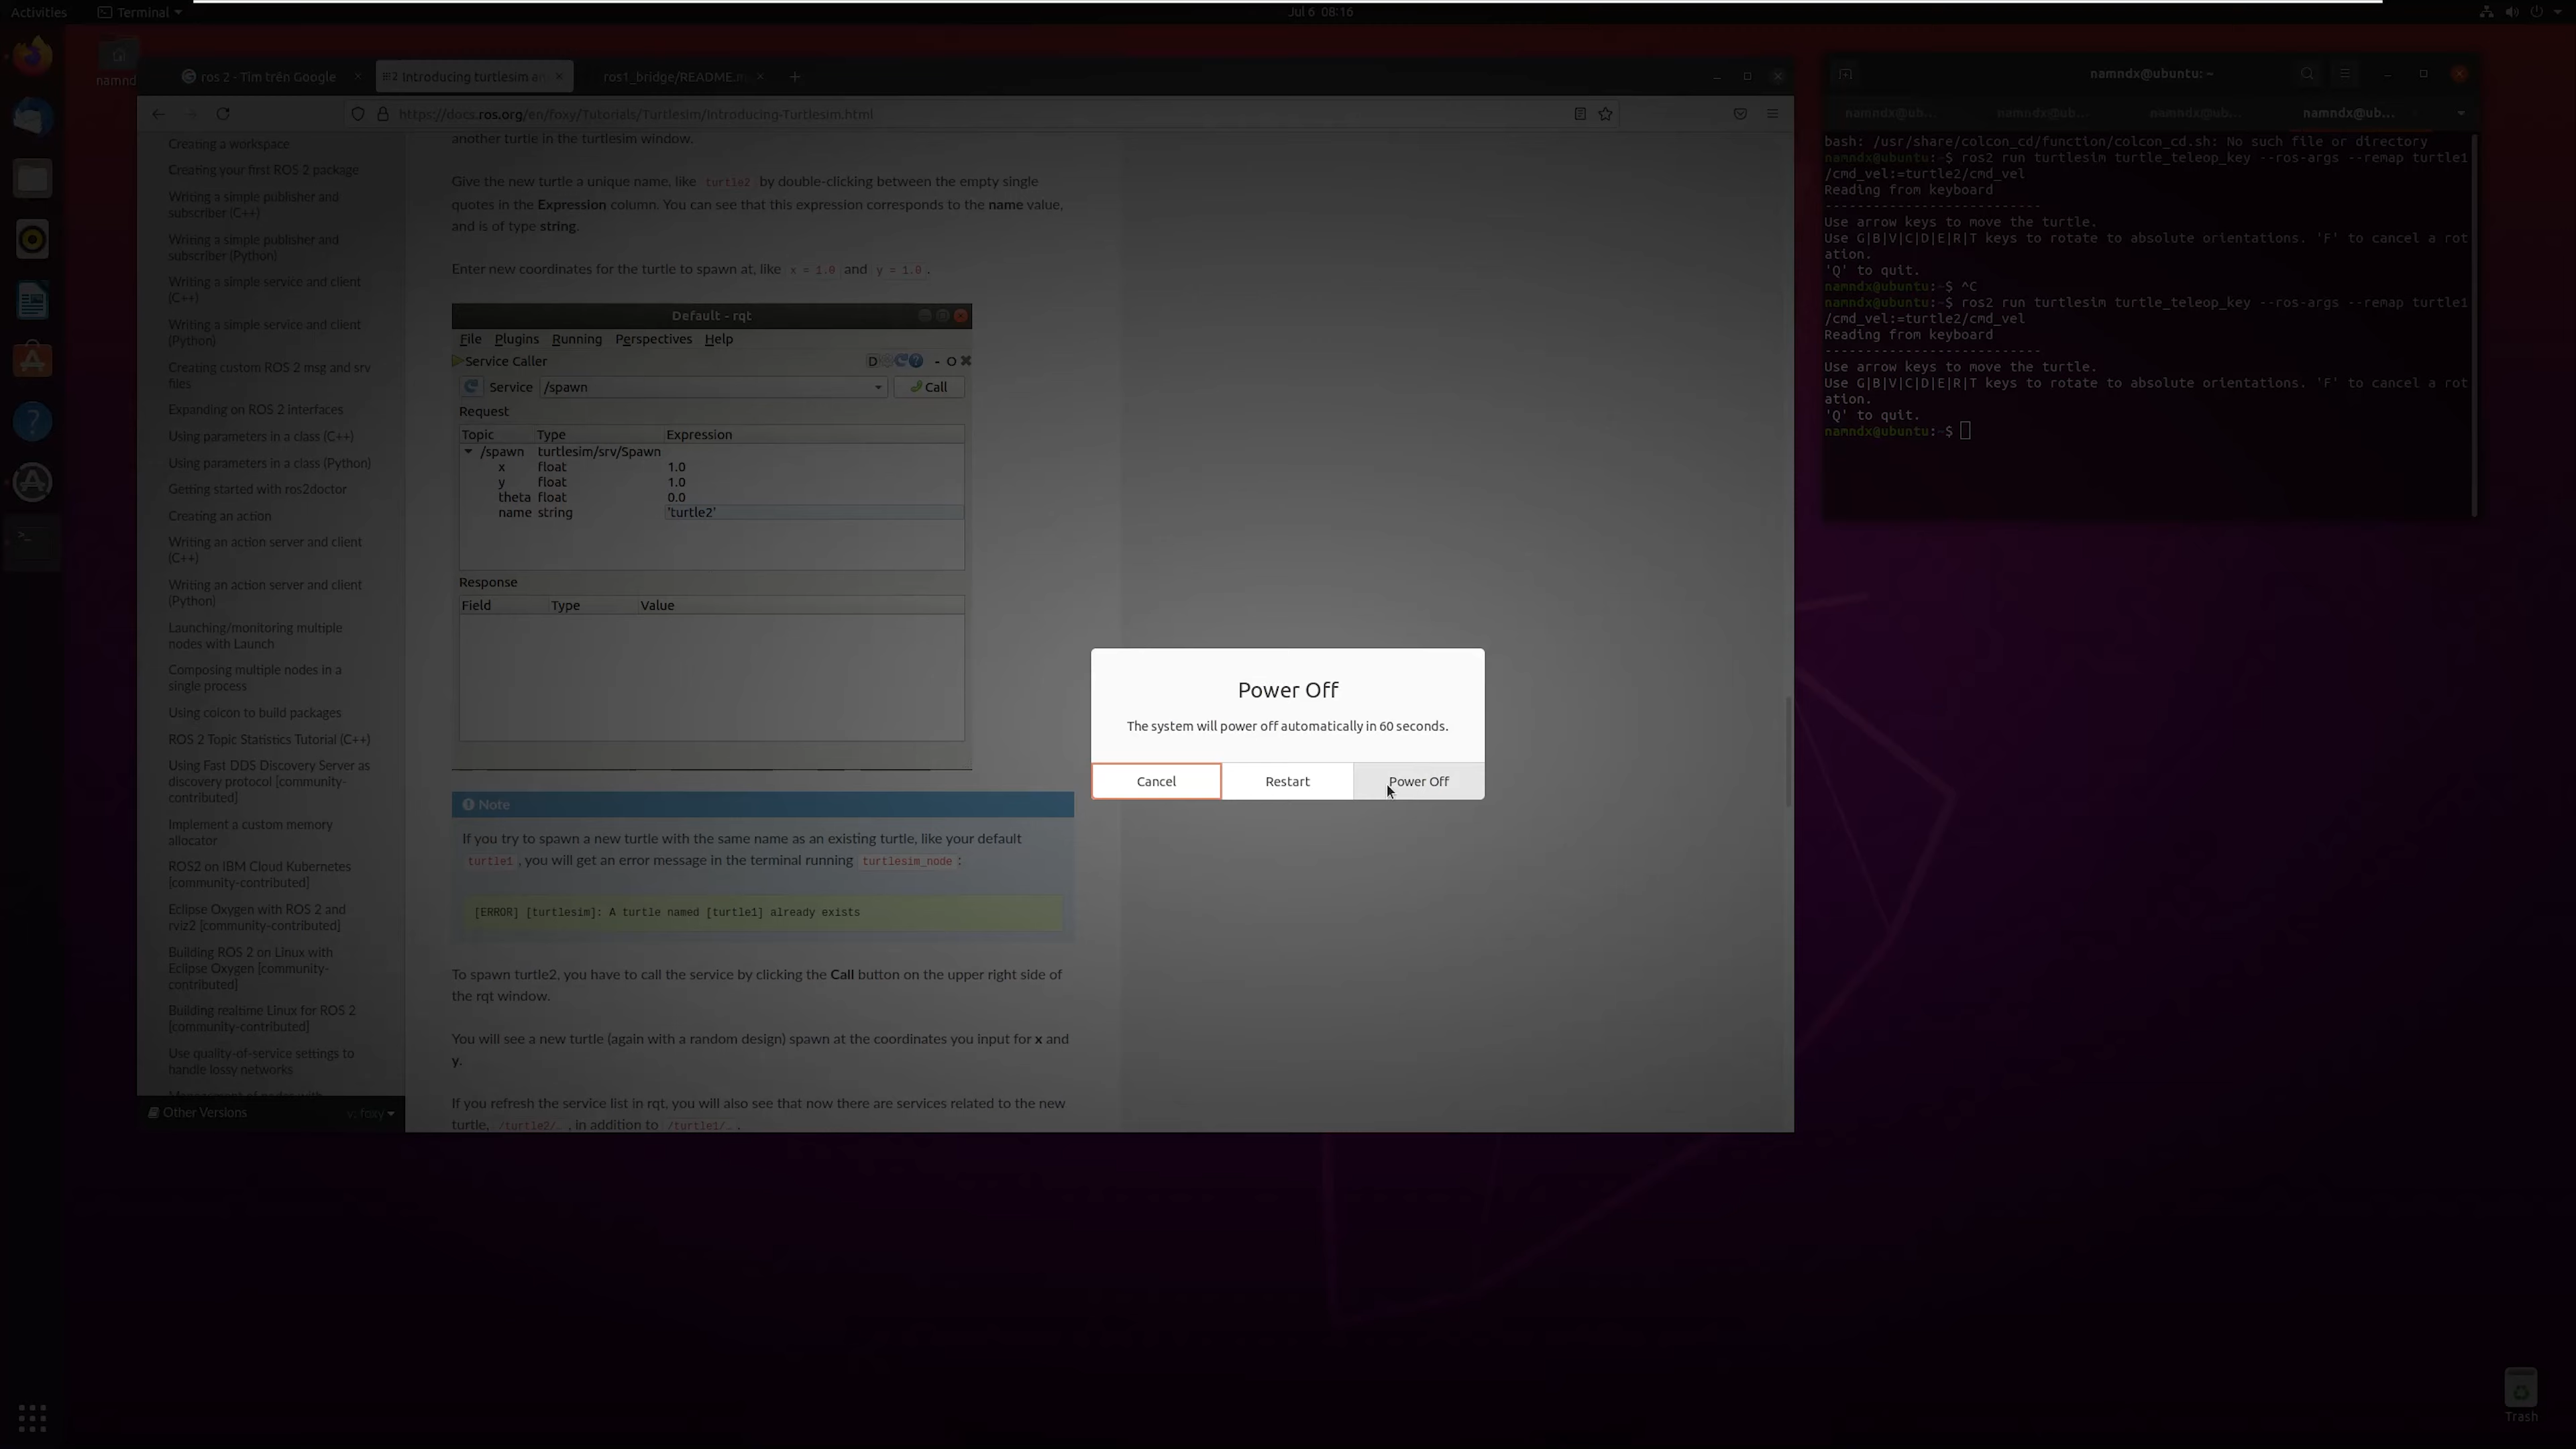 Activities
Terminal
Jul 6 08:16
namndx
ros 2 - Tìm trên Google
Introducing turtlesim an
ros1_bridge/README.m
https://docs.ros.org/en/foxy/Tutorials/Turtlesim/Introducing-Turtlesim.html
Creating a workspace
Creating your first ROS 2 package
Writing a simple publisher and
subscriber (C++)
Writing a simple publisher and
subscriber (Python)
Writing a simple service and client
(C++)
Writing a simple service and client
(Python)
Creating custom ROS 2 msg and srv
files
Expanding on ROS 2 interfaces
Using parameters in a class (C++)
Using parameters in a class (Python)
Getting started with ros2doctor
Creating an action
Writing an action server and client
(C++)
Writing an action server and client
(Python)
Launching/monitoring multiple
nodes with Launch
Composing multiple nodes in a
single process
Using colcon to build packages
ROS 2 Topic Statistics Tutorial (C++)
Using Fast DDS Discovery Server as
discovery protocol [community-
contributed]
Implement a custom memory
allocator
ROS2 on IBM Cloud Kubernetes
[community-contributed]
Eclipse Oxygen with ROS 2 and
rviz2 [community-contributed]
Building ROS 2 on Linux with
Eclipse Oxygen [community-
contributed]
Building realtime Linux for ROS 2
[community-contributed]
Use quality-of-service settings to
handle lossy networks
Other Versions
v: foxy
another turtle in the turtlesim window.
Give the new turtle a unique name, like turtle2 by double-clicking between the empty single
quotes in the Expression column. You can see that this expression corresponds to the name value,
and is of type string.
Enter new coordinates for the turtle to spawn at, like x = 1.0 and y = 1.0.
Default - rqt
File Plugins Running Perspectives Help
Service Caller
D
- O
Service /spawn
Call
Request
Topic Type Expression
/spawn turtlesim/srv/Spawn
x float 1.0
y float 1.0
theta float 0.0
name string 'turtle2'
Response
Field Type Value
Note
If you try to spawn a new turtle with the same name as an existing turtle, like your default
turtle1, you will get an error message in the terminal running turtlesim_node:
[ERROR] [turtlesim]: A turtle named [turtle1] already exists
To spawn turtle2, you have to call the service by clicking the Call button on the upper right side of
the rqt window.
You will see a new turtle (again with a random design) spawn at the coordinates you input for x and
y.
If you refresh the service list in rqt, you will also see that now there are services related to the new
turtle, /turtle2/…, in addition to /turtle1/….
Power Off
The system will power off automatically in 60 seconds.
Cancel
Restart
Power Off
namndx@ubuntu: ~
namndx@ub...
namndx@ub...
namndx@ub...
namndx@ub...
bash: /usr/share/colcon_cd/function/colcon_cd.sh: No such file or directory
namndx@ubuntu:~$ ros2 run turtlesim turtle_teleop_key --ros-args --remap turtle1
/cmd_vel:=turtle2/cmd_vel
Reading from keyboard
---------------------------
Use arrow keys to move the turtle.
Use G|B|V|C|D|E|R|T keys to rotate to absolute orientations. 'F' to cancel a rot
ation.
'Q' to quit.
namndx@ubuntu:~$ ^C
namndx@ubuntu:~$ ros2 run turtlesim turtle_teleop_key --ros-args --remap turtle1
/cmd_vel:=turtle2/cmd_vel
Reading from keyboard
---------------------------
Use arrow keys to move the turtle.
Use G|B|V|C|D|E|R|T keys to rotate to absolute orientations. 'F' to cancel a rot
ation.
'Q' to quit.
namndx@ubuntu:~$
Trash